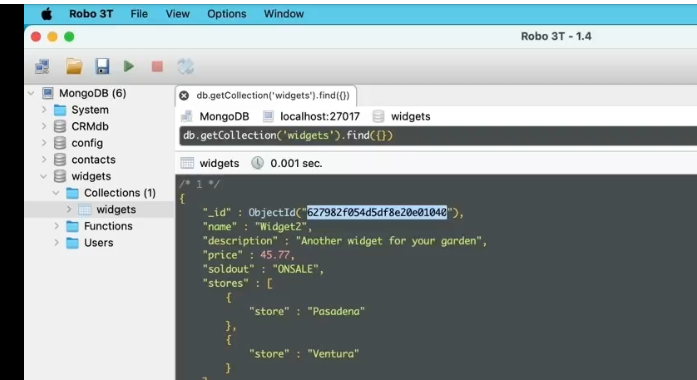 Robo 3T File View Options Window
Robo 3T - 1.4
MongoDB (6)
System
CRMdb
config
contacts
widgets
Collections (1)
widgets
Functions
Users
db.getCollection('widgets').find({})
MongoDB localhost:27017 widgets
db.getCollection('widgets').find({})
widgets 0.001 sec.
/* 1 */
{
"_id" : ObjectId("627982f054d5df8e20e01040"),
"name" : "Widget2",
"description" : "Another widget for your garden",
"price" : 45.77,
"soldout" : "ONSALE",
"stores" : [
{
"store" : "Pasadena"
},
{
"store" : "Ventura"
}